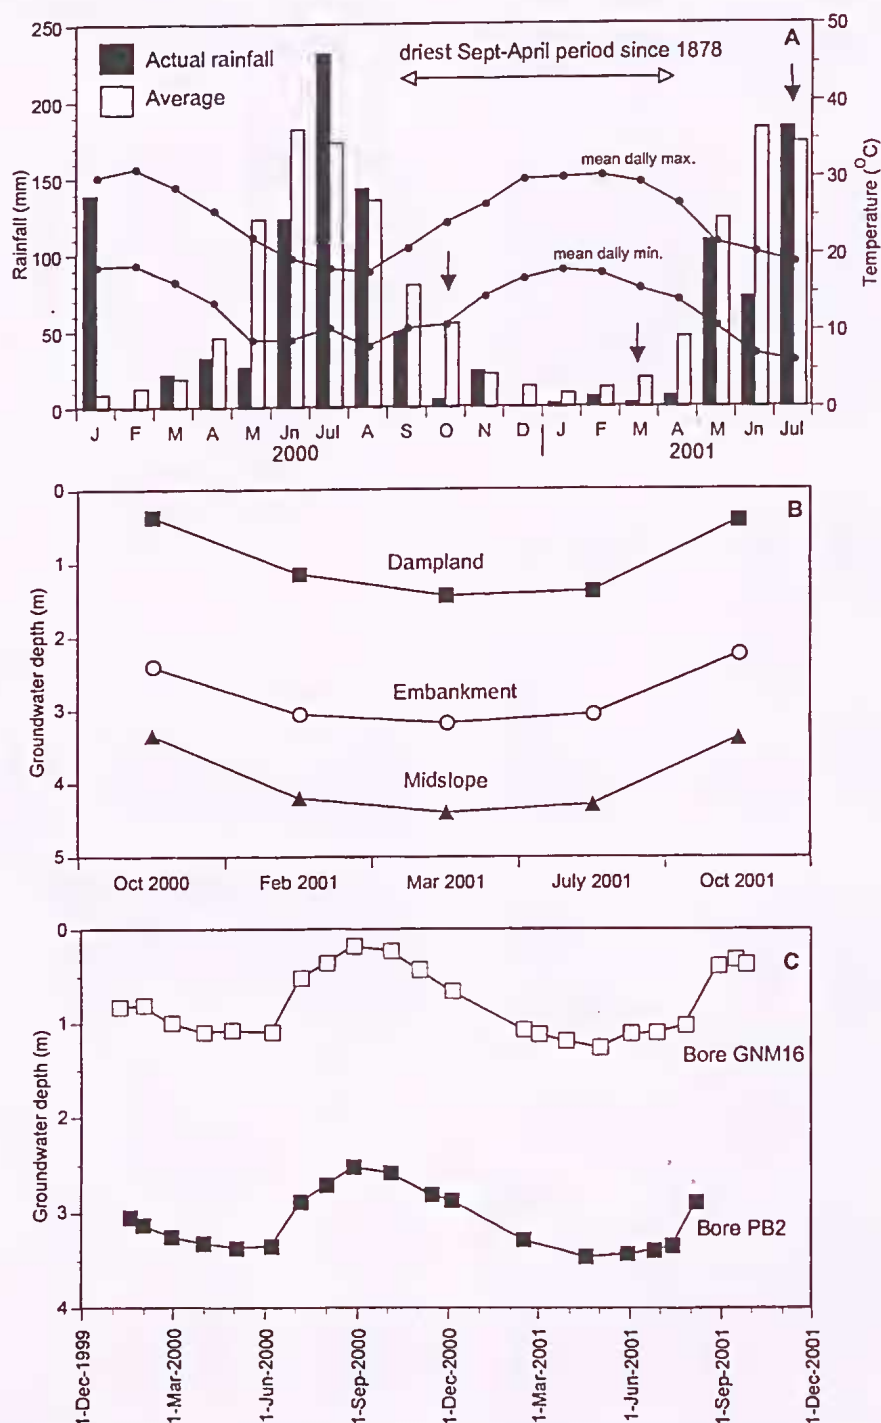 250
200
150
100
50
0
Rainfall (mm)
Actual rainfall
Average
driest Sept-April period since 1878
A
mean daily max.
mean daily min.
50
40
30
20
10
0
Temperature (°C)
J F M A M Jn Jul A S O N D J F M A M Jn Jul
2000 2001
0
1
2
3
4
5
Groundwater depth (m)
B
Dampland
Embankment
Midslope
Oct 2000 Feb 2001 Mar 2001 July 2001 Oct 2001
0
1
2
3
4
Groundwater depth (m)
C
Bore GNM16
Bore PB2
1-Dec-1999
1-Mar-2000
1-Jun-2000
1-Sep-2000
1-Dec-2000
1-Mar-2001
1-Jun-2001
1-Sep-2001
1-Dec-2001